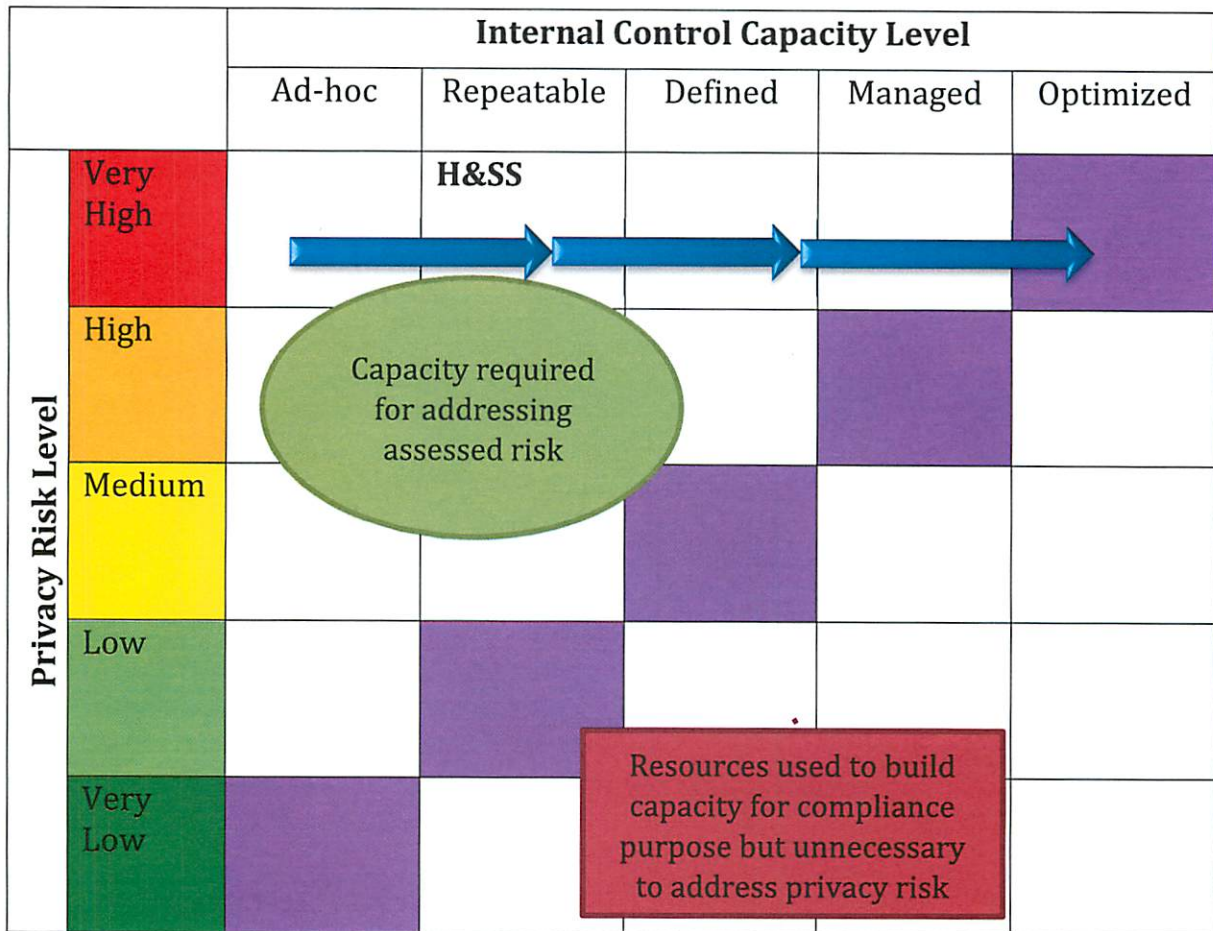 Internal Control Capacity Level
Ad-hoc Repeatable Defined Managed Optimized
Privacy Risk Level
Very
High
H&SS
High
Capacity required
for addressing
assessed risk
Medium
Low
Very
Low
Resources used to build
capacity for compliance
purpose but unnecessary
to address privacy risk